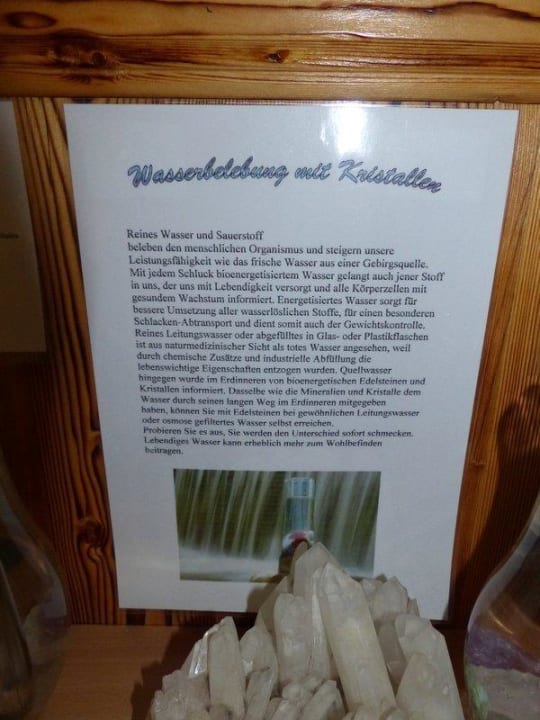 Wasserbelebung mit Kristallen
Reines Wasser und Sauerstoff
beleben den menschlichen Organismus und steigern unsere
Leistungsfähigkeit wie das frische Wasser aus einer Gebirgsquelle.
Mit jedem Schluck bioenergetisiertem Wasser gelangt auch jener Stoff
in uns, der uns mit Lebendigkeit versorgt und alle Körperzellen mit
gesundem Wachstum informiert. Energetisiertes Wasser sorgt für
bessere Umsetzung aller wasserlöslichen Stoffe, für einen besonderen
Schlacken-Abtransport und dient somit auch der Gewichtskontrolle.
Reines Leitungswasser oder abgefülltes in Glas- oder Plastikflaschen
ist aus naturmedizinischer Sicht als totes Wasser angesehen, weil
durch chemische Zusätze und industrielle Abfüllung die
lebenswichtige Eigenschaften entzogen wurden. Quellwasser
hingegen wurde im Erdinneren von bioenergetischen Edelsteinen und
Kristallen informiert. Dasselbe wie die Mineralien und Kristalle dem
Wasser durch seinen langen Weg im Erdinneren mitgegeben
haben, können Sie mit Edelsteinen bei gewöhnlichen Leitungswasser
oder osmose gefiltertes Wasser selbst erreichen.
Probieren Sie es aus, Sie werden den Unterschied sofort schmecken.
Lebendiges Wasser kann erheblich mehr zum Wohlbefinden
beitragen.